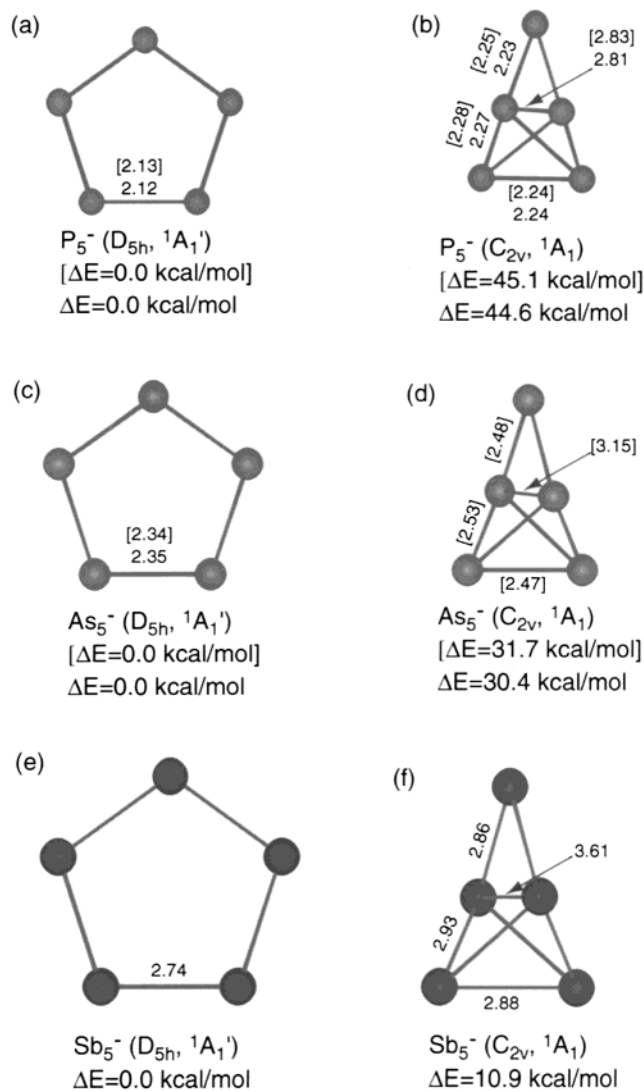 (a)
[2.13]
2.12
P₅⁻ (D₅ₕ, ¹A₁')
[ΔE=0.0 kcal/mol]
ΔE=0.0 kcal/mol
(b)
[2.25]
2.23
[2.83]
2.81
[2.28]
2.27
[2.24]
2.24
P₅⁻ (C₂ᵥ, ¹A₁)
[ΔE=45.1 kcal/mol]
ΔE=44.6 kcal/mol
(c)
[2.34]
2.35
As₅⁻ (D₅ₕ, ¹A₁')
[ΔE=0.0 kcal/mol]
ΔE=0.0 kcal/mol
(d)
[2.48]
[3.15]
[2.53]
[2.47]
As₅⁻ (C₂ᵥ, ¹A₁)
[ΔE=31.7 kcal/mol]
ΔE=30.4 kcal/mol
(e)
2.74
Sb₅⁻ (D₅ₕ, ¹A₁')
ΔE=0.0 kcal/mol
(f)
2.86
3.61
2.93
2.88
Sb₅⁻ (C₂ᵥ, ¹A₁)
ΔE=10.9 kcal/mol